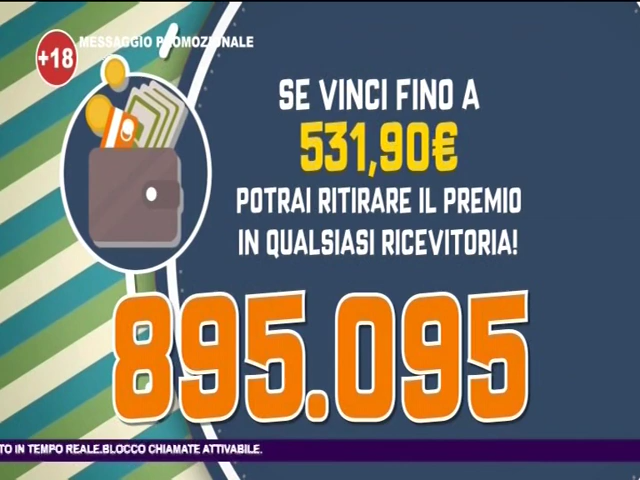 +18
MESSAGGIO PROMOZIONALE
SE VINCI FINO A
531,90€
POTRAI RITIRARE IL PREMIO
IN QUALSIASI RICEVITORIA!
895.095
TO IN TEMPO REALE.BLOCCO CHIAMATE ATTIVABILE.